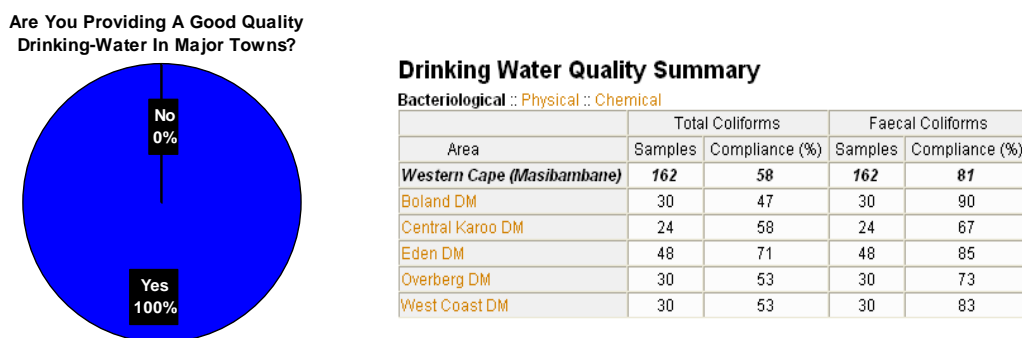 Are You Providing A Good Quality
Drinking-Water In Major Towns?
No
0%
Yes
100%
Drinking Water Quality Summary
Bacteriological :: Physical :: Chemical
Total Coliforms Faecal Coliforms
Area Samples Compliance (%) Samples Compliance (%)
Western Cape (Masibambane) 162 58 162 81
Boland DM 30 47 30 90
Central Karoo DM 24 58 24 67
Eden DM 48 71 48 85
Overberg DM 30 53 30 73
West Coast DM 30 53 30 83